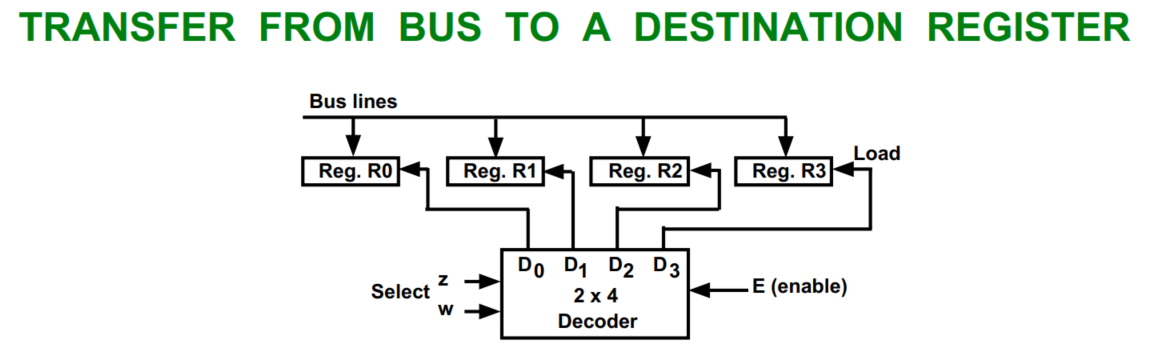 TRANSFER FROM BUS TO A DESTINATION REGISTER
Bus lines
Load
Reg. R0
Reg. R1
Reg. R2
Reg. R3
D0 D1 D2 D3
Select
z
w
2 x 4
Decoder
E (enable)